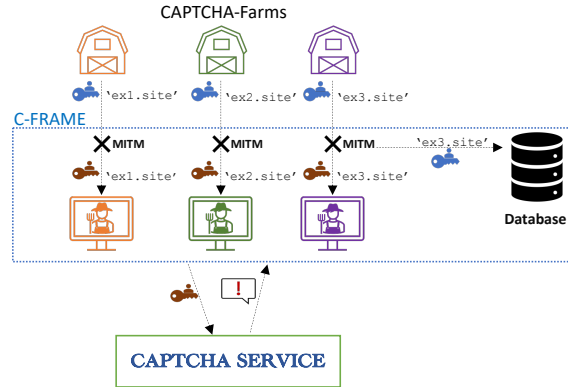 CAPTCHA-Farms
'ex1.site' 'ex2.site' 'ex3.site'
C-FRAME
MITM MITM MITM 'ex3.site'
'ex1.site' 'ex2.site' 'ex3.site'
Database
!
CAPTCHA SERVICE